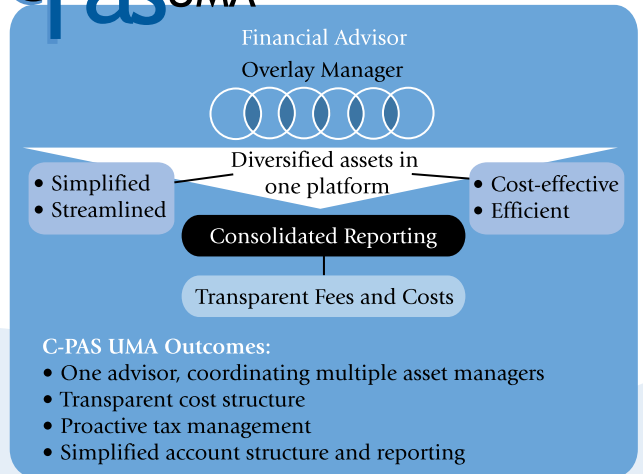 C-PAS UMA
Financial Advisor
Overlay Manager
Diversified assets in
one platform
• Simplified
• Streamlined
• Cost-effective
• Efficient
Consolidated Reporting
Transparent Fees and Costs
C-PAS UMA Outcomes:
• One advisor, coordinating multiple asset managers
• Transparent cost structure
• Proactive tax management
• Simplified account structure and reporting